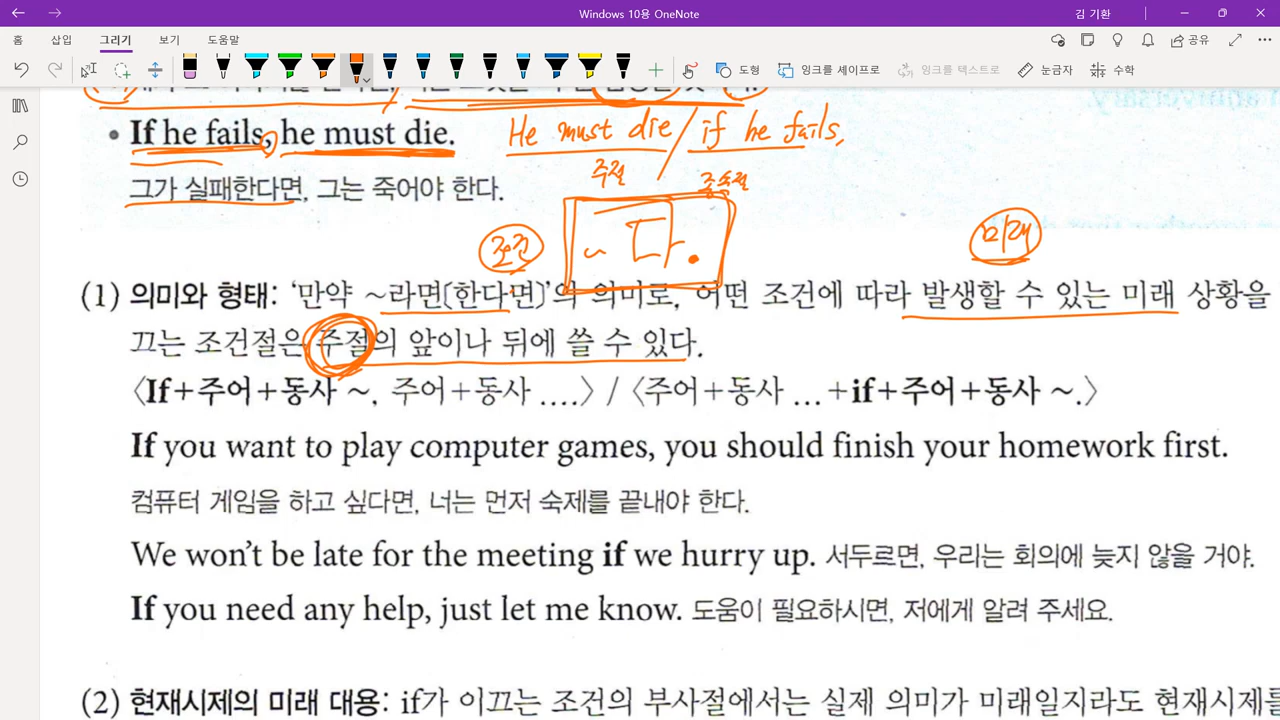 Windows 10용 OneNote
김 기환
홈 삽입 그리기 보기 도움말
공유
도형 잉크를 셰이프로 잉크를 텍스트로 눈금자 수학
• If he fails, he must die.
He must die / if he fails,
주절 종속절
그가 실패한다면, 그는 죽어야 한다.
조건 ~ 다. 미래
(1) 의미와 형태: ‘만약 ~라면(한다면)’의 의미로, 어떤 조건에 따라 발생할 수 있는 미래 상황을
끄는 조건절은 주절의 앞이나 뒤에 쓸 수 있다.
〈If+주어+동사 ~, 주어+동사 ….〉 / 〈주어+동사 …+if+주어+동사 ~.〉
If you want to play computer games, you should finish your homework first.
컴퓨터 게임을 하고 싶다면, 너는 먼저 숙제를 끝내야 한다.
We won’t be late for the meeting if we hurry up. 서두르면, 우리는 회의에 늦지 않을 거야.
If you need any help, just let me know. 도움이 필요하시면, 저에게 알려 주세요.
(2) 현재시제의 미래 대용: if가 이끄는 조건의 부사절에서는 실제 의미가 미래일지라도 현재시제를